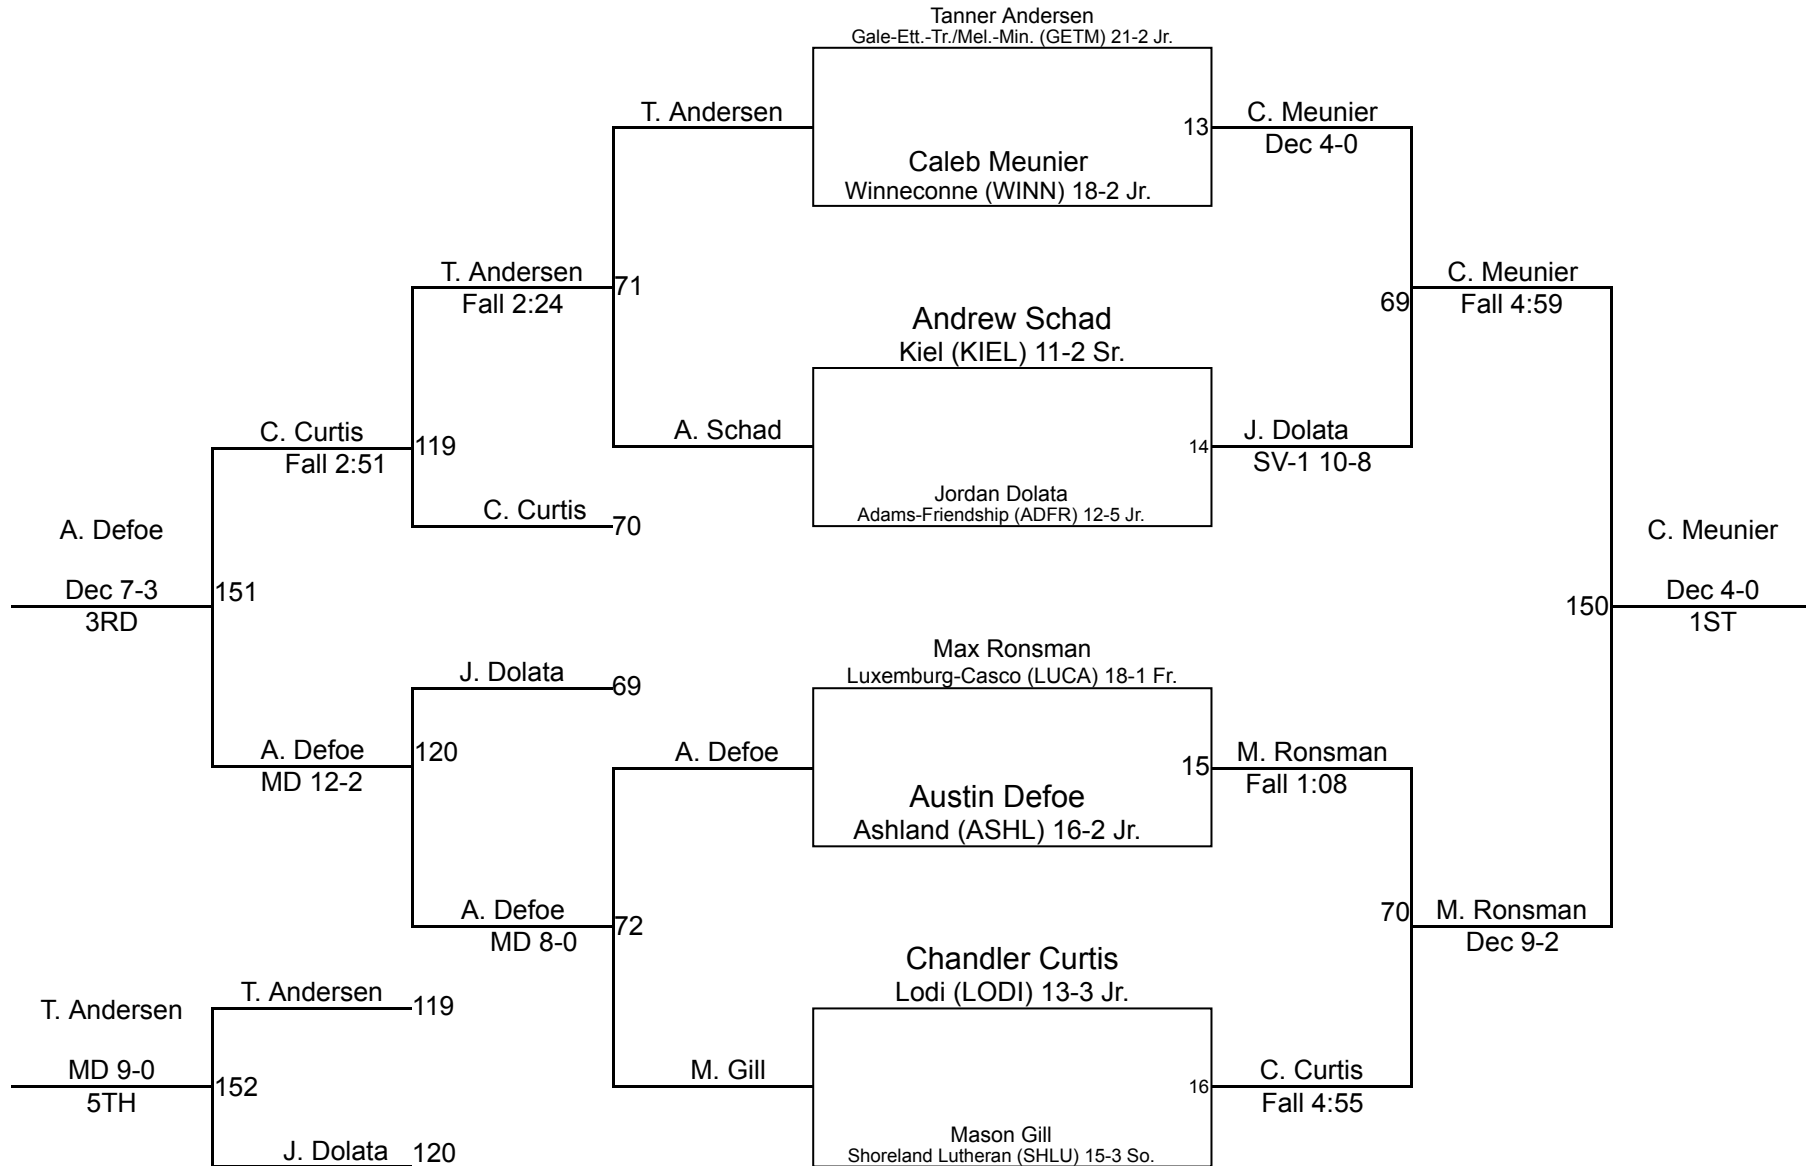 Tanner Andersen
Gale-Ett.-Tr./Mel.-Min. (GETM) 21-2 Jr.
T. Andersen
13
C. Meunier
Dec 4-0
Caleb Meunier
Winneconne (WINN) 18-2 Jr.
T. Andersen
Fall 2:24
71
C. Meunier
Fall 4:59
69
Andrew Schad
Kiel (KIEL) 11-2 Sr.
C. Curtis
Fall 2:51
119
A. Schad
14
J. Dolata
SV-1 10-8
Jordan Dolata
Adams-Friendship (ADFR) 12-5 Jr.
C. Curtis
70
A. Defoe
Dec 7-3
3RD
151
C. Meunier
150
Dec 4-0
1ST
Max Ronsman
Luxemburg-Casco (LUCA) 18-1 Fr.
J. Dolata
69
A. Defoe
MD 12-2
120
A. Defoe
15
M. Ronsman
Fall 1:08
Austin Defoe
Ashland (ASHL) 16-2 Jr.
A. Defoe
MD 8-0
72
70
M. Ronsman
Dec 9-2
Chandler Curtis
Lodi (LODI) 13-3 Jr.
T. Andersen
T. Andersen
119
MD 9-0
5TH
152
M. Gill
16
C. Curtis
Fall 4:55
Mason Gill
Shoreland Lutheran (SHLU) 15-3 So.
J. Dolata
120